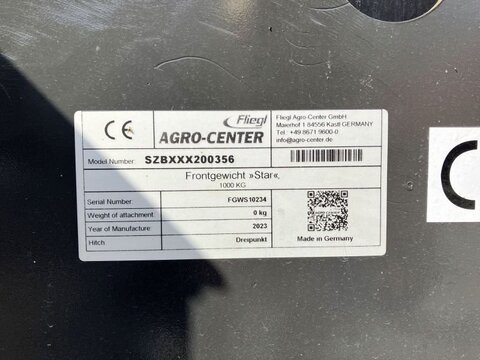 CE
Fliegl
AGRO-CENTER
Fliegl Agro-Center GmbH
Maierhof 1 84556 Kastl GERMANY
Tel.: +49 8671 9600-0
info@agro-center.de
Model Number: SZBXXX200356
Frontgewicht »Star«,
1000 KG
Serial Number FGWS10234
Weight of attachment 0 kg
Year of Manufacture 2023
Hitch Dreipunkt
AGRO-CENTER
Made in Germany
C